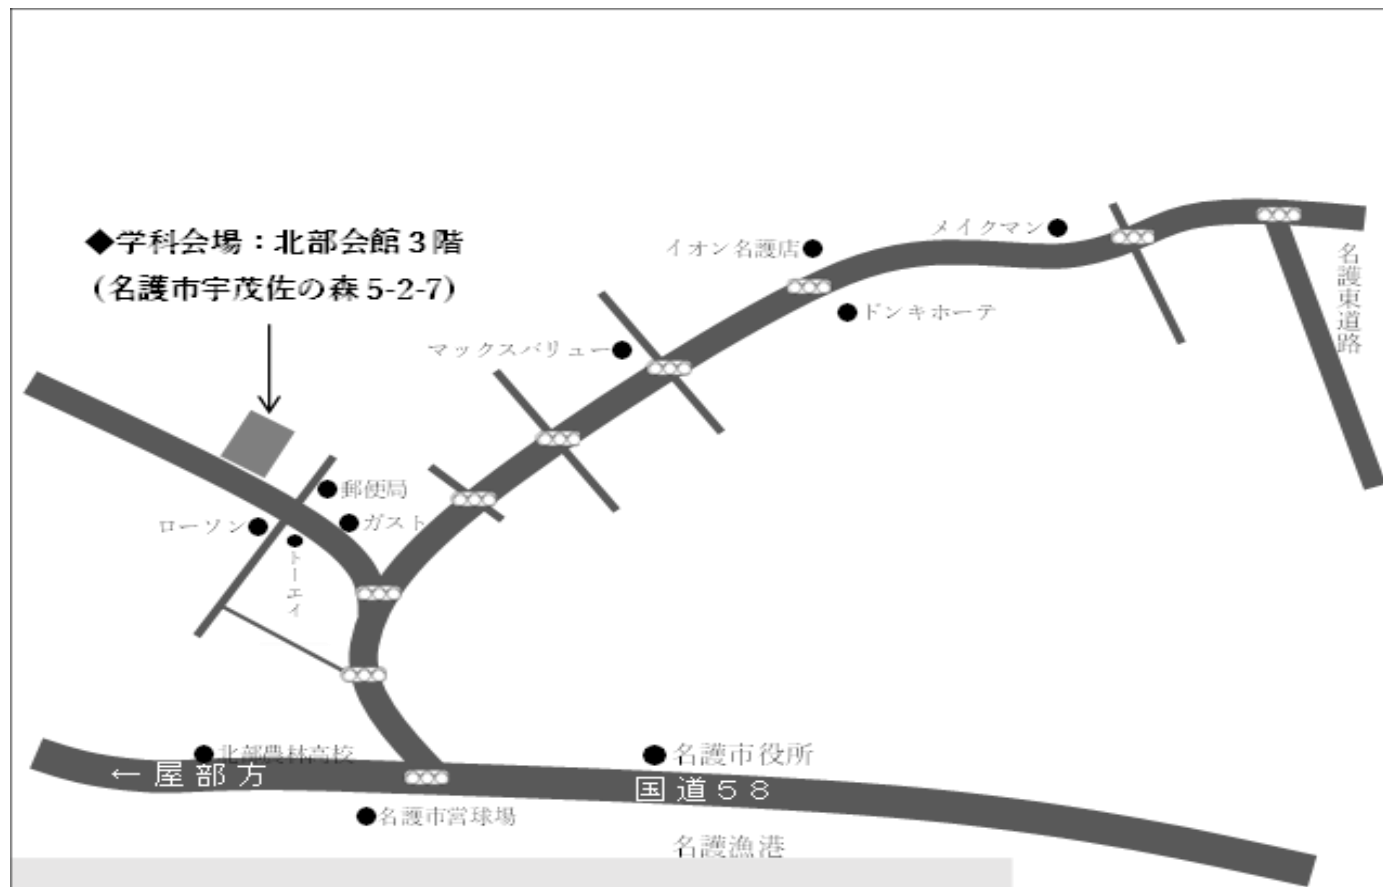 ◆学科会場：北部会館３階
(名護市宇茂佐の森5-2-7)
メイクマン
イオン名護店
名護東道路
ドンキホーテ
マックスバリュー
郵便局
ローソン
ガスト
トーエイ
北部農林高校
名護市役所
←屋部方
国道５８
名護市営球場
名護漁港